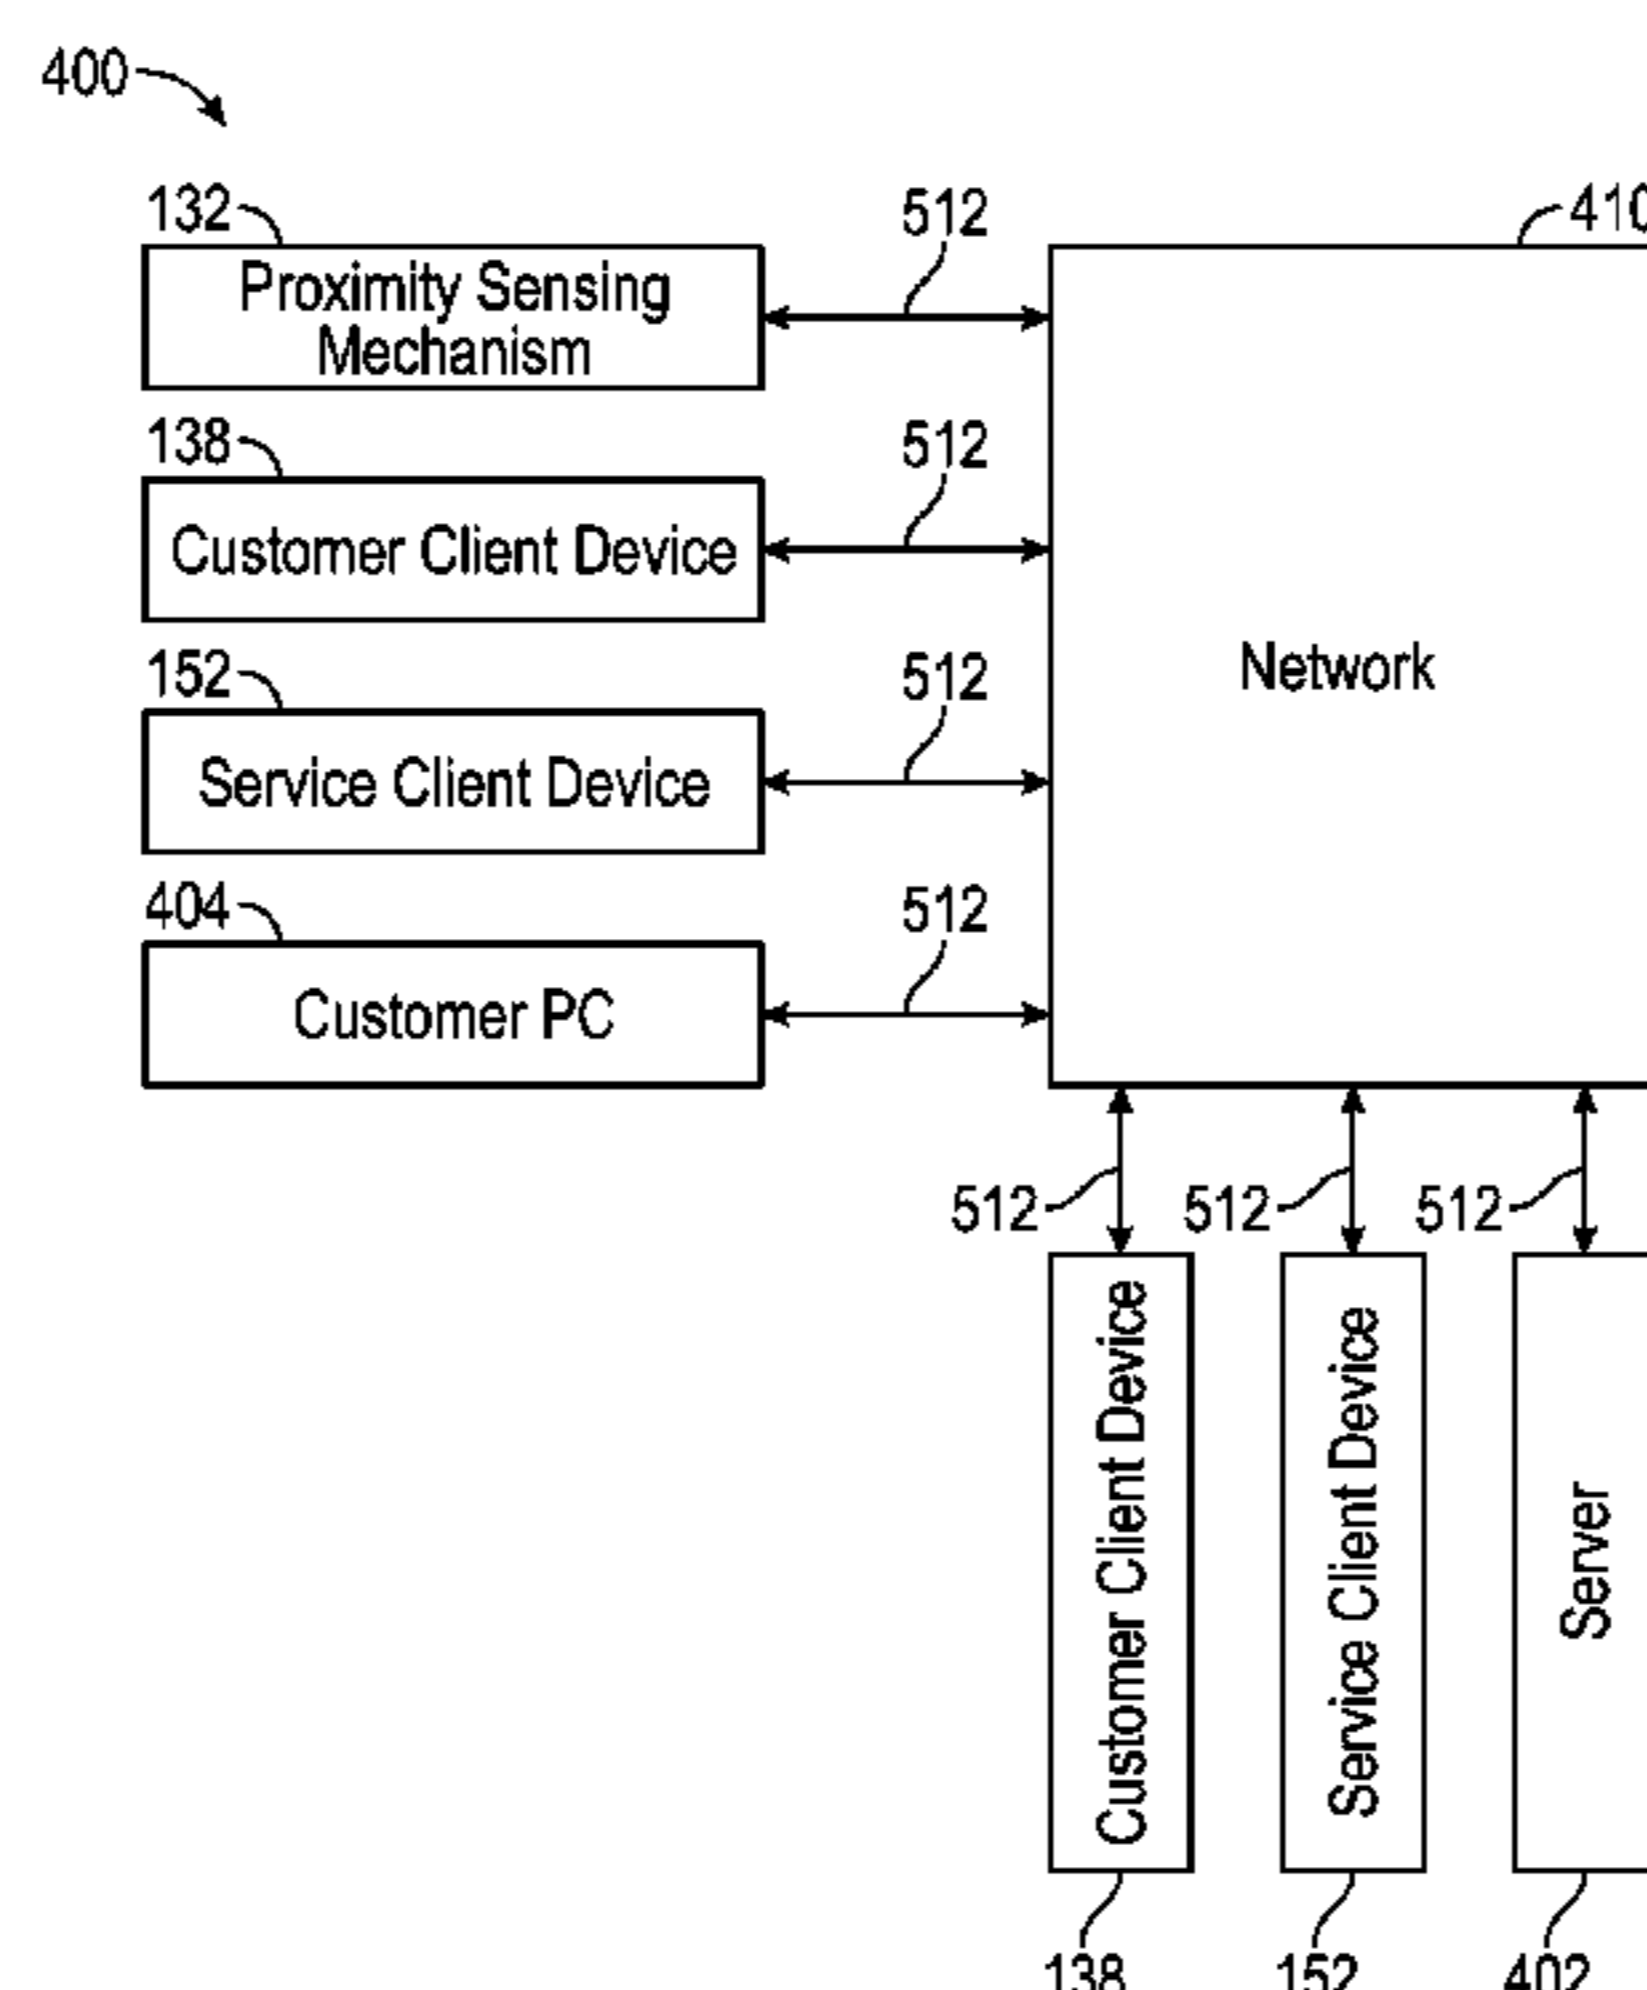 400
132
512
410
Proximity Sensing
Mechanism
138
512
Customer Client Device
Network
152
512
Service Client Device
404
512
Customer PC
512
512
512
Customer Client Device
Service Client Device
Server
138
152
402